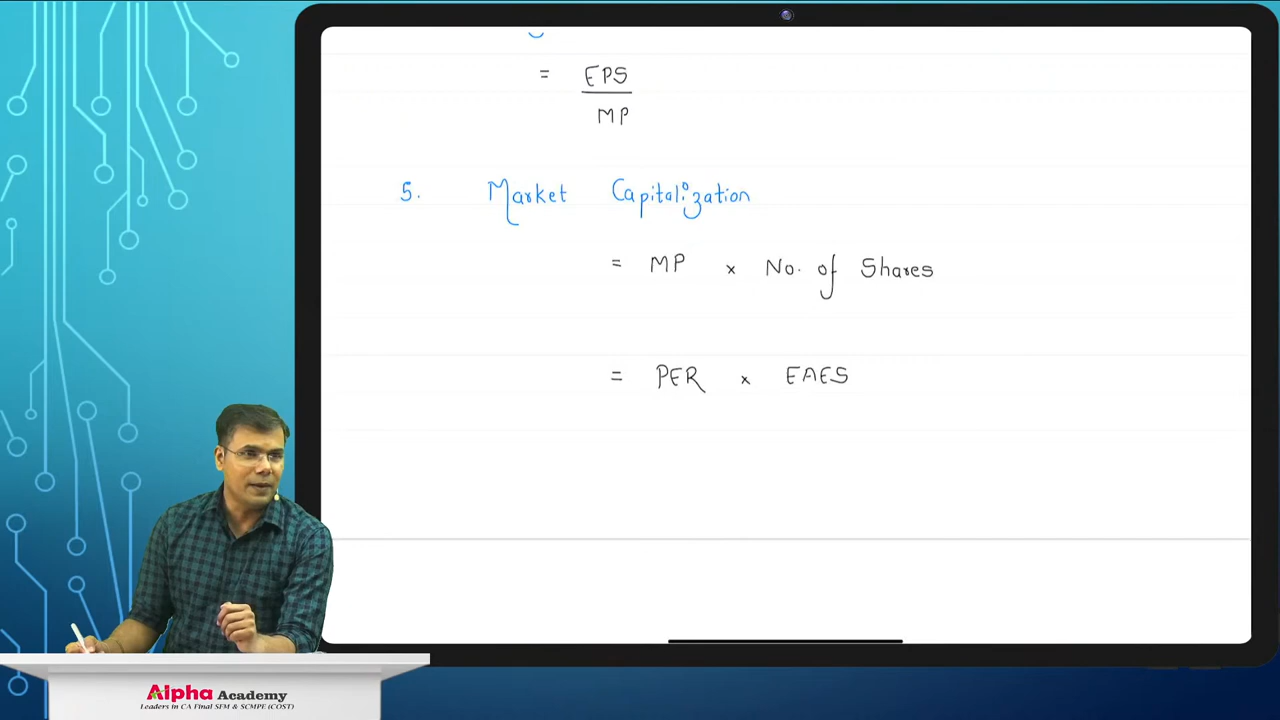 = EPS
MP
5. Market Capitalization
= MP × No. of Shares
= PER × EAES
Alpha Academy
Leaders in CA Final SFM & SCMPE (COST)